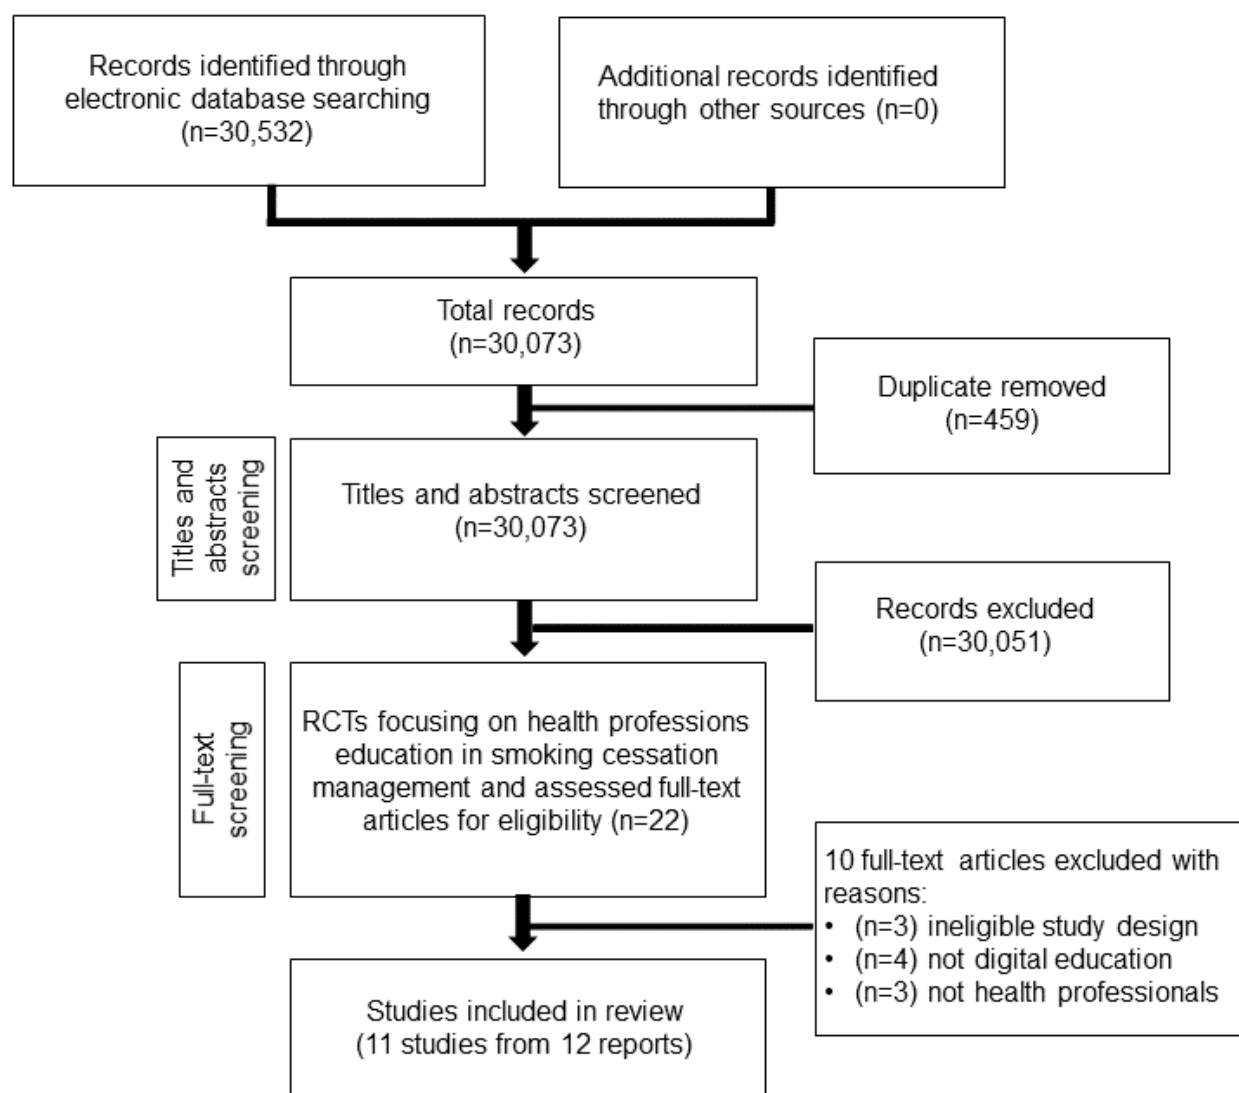 Records identified through
electronic database searching
(n=30,532)
Additional records identified
through other sources (n=0)
Total records
(n=30,073)
Duplicate removed
(n=459)
Titles and
abstracts
screening
Titles and abstracts screened
(n=30,073)
Records excluded
(n=30,051)
Full-text
screening
RCTs focusing on health professions
education in smoking cessation
management and assessed full-text
articles for eligibility (n=22)
10 full-text articles excluded with
reasons:
• (n=3) ineligible study design
• (n=4) not digital education
• (n=3) not health professionals
Studies included in review
(11 studies from 12 reports)